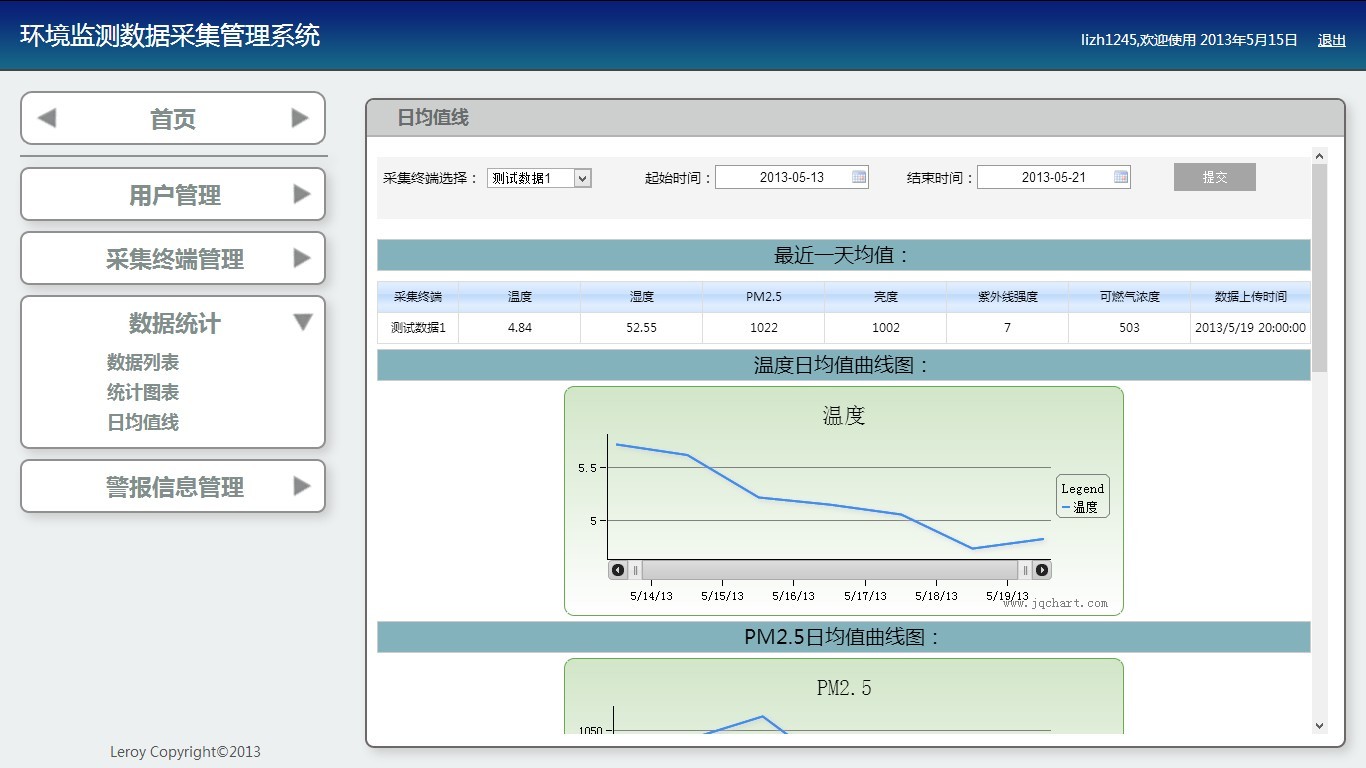 环境监测数据采集管理系统
lizh1245,欢迎使用 2013年5月15日 退出
首页
用户管理
采集终端管理
数据统计
数据列表
统计图表
日均值线
警报信息管理
Leroy Copyright©2013
日均值线
采集终端选择： 测试数据1 起始时间： 2013-05-13 结束时间： 2013-05-21 提交
最近一天均值：
采集终端 温度 湿度 PM2.5 亮度 紫外线强度 可燃气浓度 数据上传时间
测试数据1 4.84 52.55 1022 1002 7 503 2013/5/19 20:00:00
温度日均值曲线图：
温度
5.5
5
Legend
温度
5/14/13 5/15/13 5/16/13 5/17/13 5/18/13 5/19/13
www.jqchart.com
PM2.5日均值曲线图：
PM2.5
1050